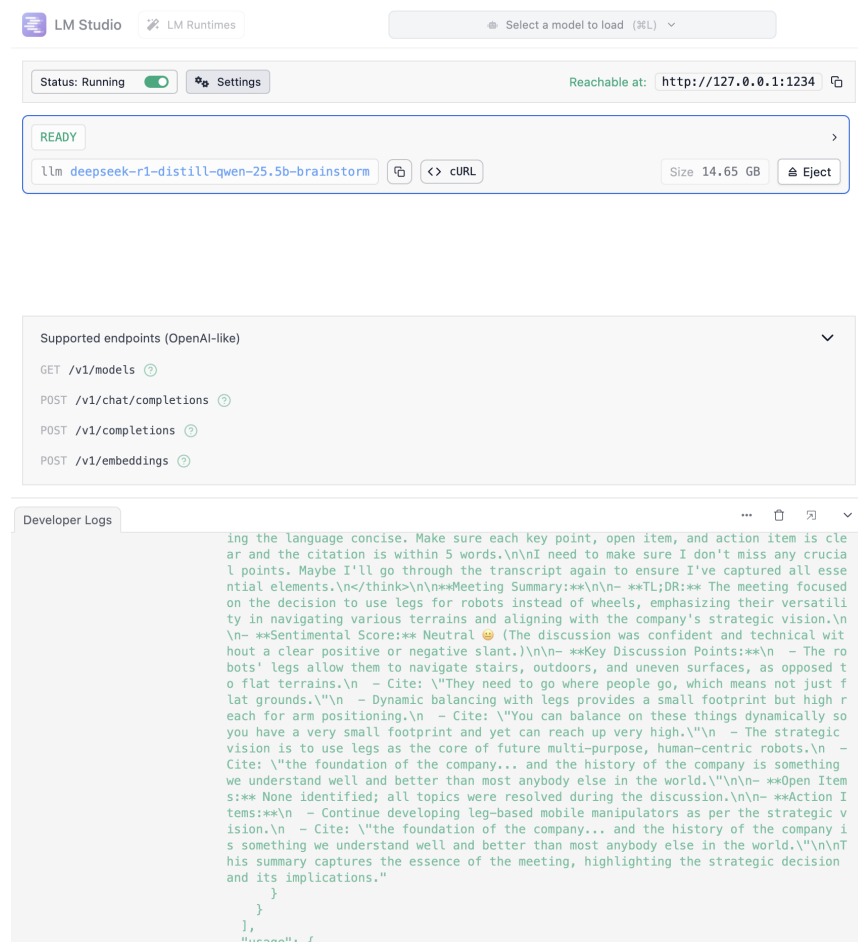 LM Studio
LM Runtimes
Select a model to load (⌘L)
Status: Running
Settings
Reachable at: http://127.0.0.1:1234
READY
llm deepseek-r1-distill-qwen-25.5b-brainstorm
<> cURL
Size 14.65 GB
Eject
Supported endpoints (OpenAI-like)
GET /v1/models
POST /v1/chat/completions
POST /v1/completions
POST /v1/embeddings
Developer Logs
ing the language concise. Make sure each key point, open item, and action item is cle
ar and the citation is within 5 words.\n\nI need to make sure I don't miss any crucia
l points. Maybe I'll go through the transcript again to ensure I've captured all esse
ntial elements.\n</think>\n\n**Meeting Summary:**\n\n- **TL;DR:** The meeting focused
on the decision to use legs for robots instead of wheels, emphasizing their versatili
ty in navigating various terrains and aligning with the company's strategic vision.\n
\n- **Sentimental Score:** Neutral 😐 (The discussion was confident and technical wit
hout a clear positive or negative slant.)\n\n- **Key Discussion Points:**\n  - The ro
bots' legs allow them to navigate stairs, outdoors, and uneven surfaces, as opposed t
o flat terrains.\n  - Cite: \"They need to go where people go, which means not just f
lat grounds.\"\n  - Dynamic balancing with legs provides a small footprint but high r
each for arm positioning.\n  - Cite: \"You can balance on these things dynamically so
you have a very small footprint and yet can reach up very high.\"\n  - The strategic
vision is to use legs as the core of future multi-purpose, human-centric robots.\n  -
Cite: \"the foundation of the company... and the history of the company is something
we understand well and better than most anybody else in the world.\"\n\n- **Open Item
s:** None identified; all topics were resolved during the discussion.\n\n- **Action I
tems:**\n  - Continue developing leg-based mobile manipulators as per the strategic v
ision.\n  - Cite: \"the foundation of the company... and the history of the company i
s something we understand well and better than most anybody else in the world.\"\n\nT
his summary captures the essence of the meeting, highlighting the strategic decision
and its implications."
}
}
],
"usage": {